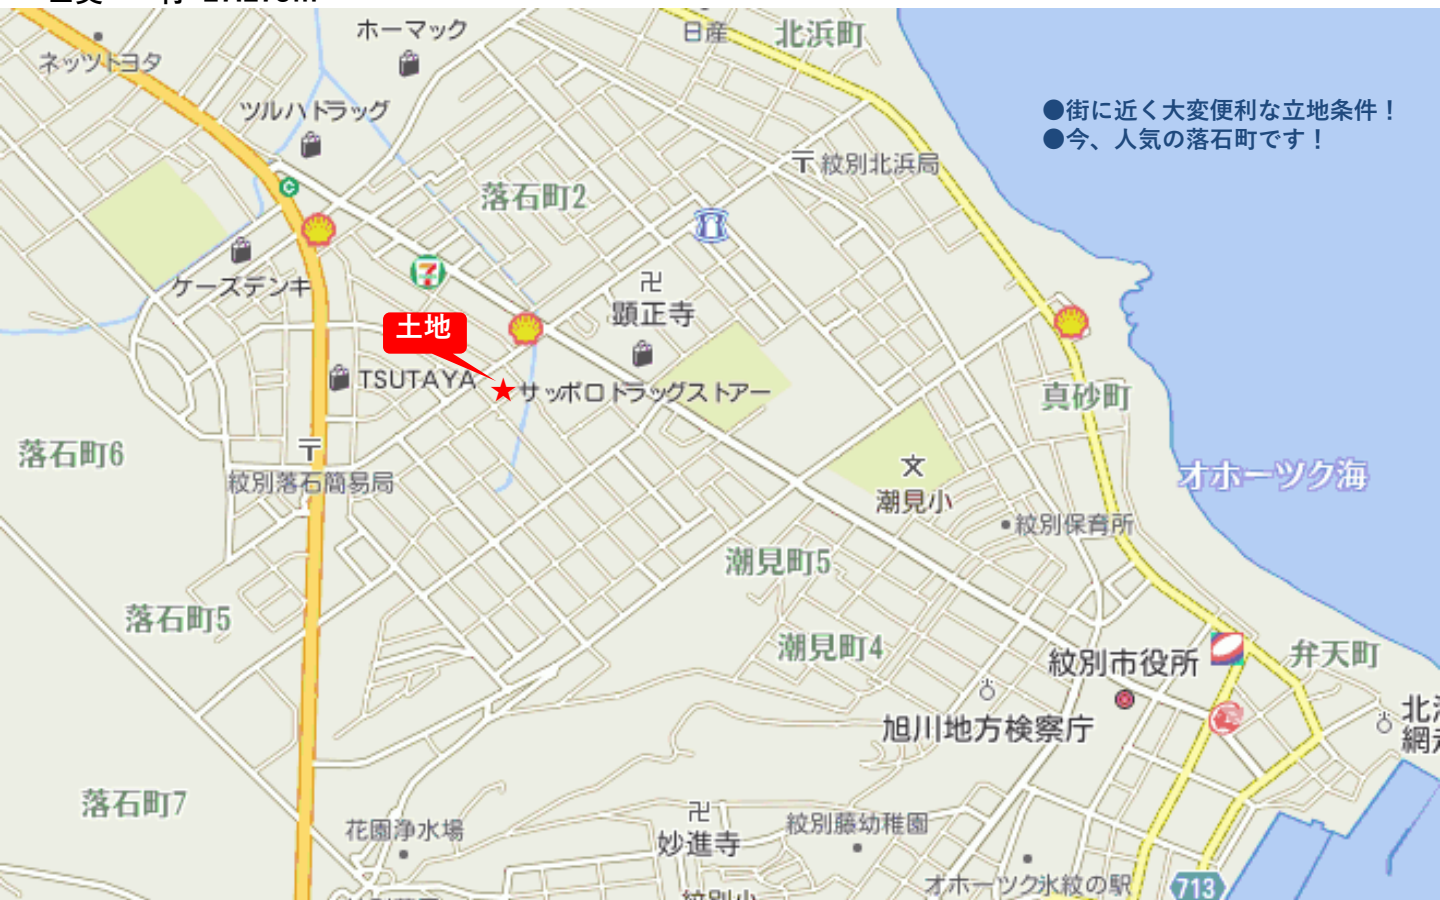 ホーマック
日産
北浜町
ネッツトヨタ
ツルハドラッグ
●街に近く大変便利な立地条件！
●今、人気の落石町です！
〒紋別北浜局
落石町2
ケーズデンキ
7
卍
顕正寺
土地
TSUTAYA
サッポロドラッグストアー
真砂町
落石町6
〒
紋別落石簡易局
文
潮見小
オホーツク海
紋別保育所
潮見町5
落石町5
潮見町4
紋別市役所
弁天町
旭川地方検察庁
落石町7
花園浄水場
卍
妙進寺
紋別藤幼稚園
オホーツク氷紋の駅
713